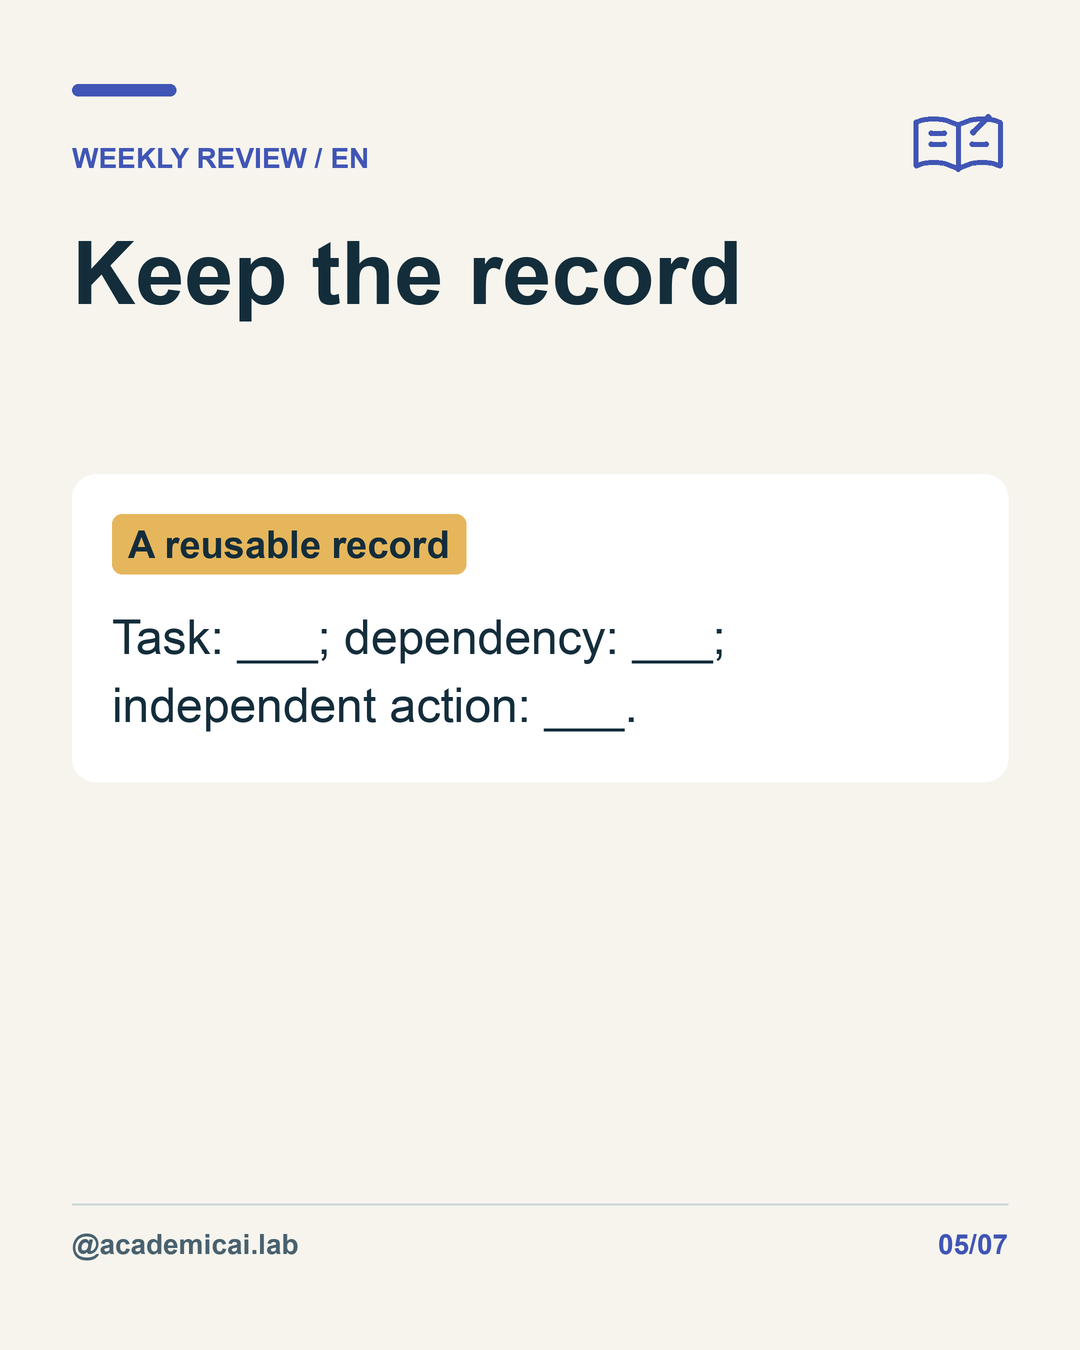 WEEKLY REVIEW / EN
Keep the record
A reusable record
Task: ___; dependency: ___;
independent action: ___.
@academicai.lab
05/07